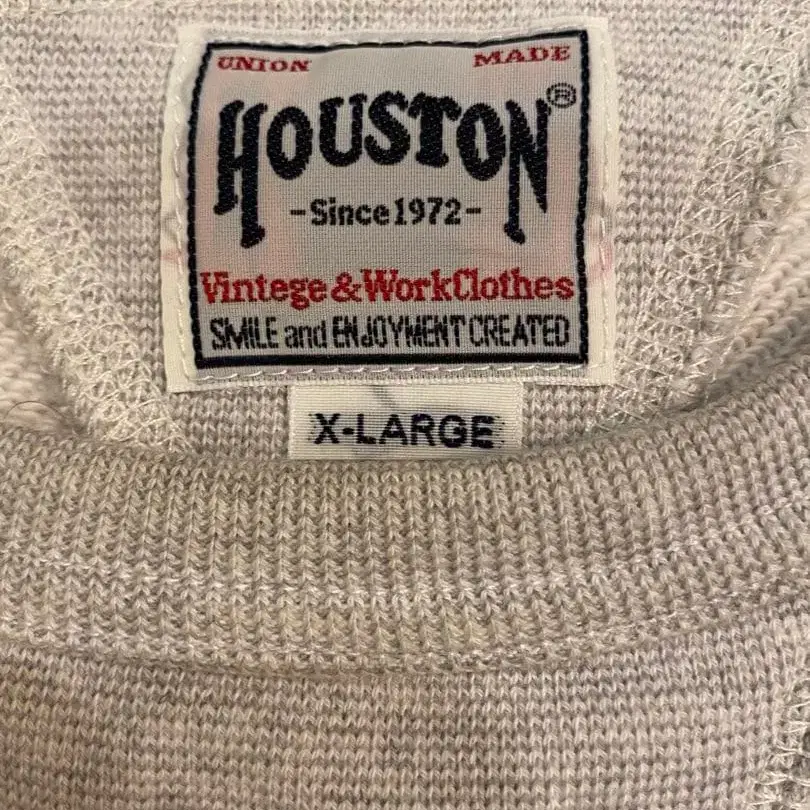 UNION MADE
HOUSTON®
-Since1972-
Vintege&WorkClothes
SMILE and ENJOYMENT CREATED
X-LARGE